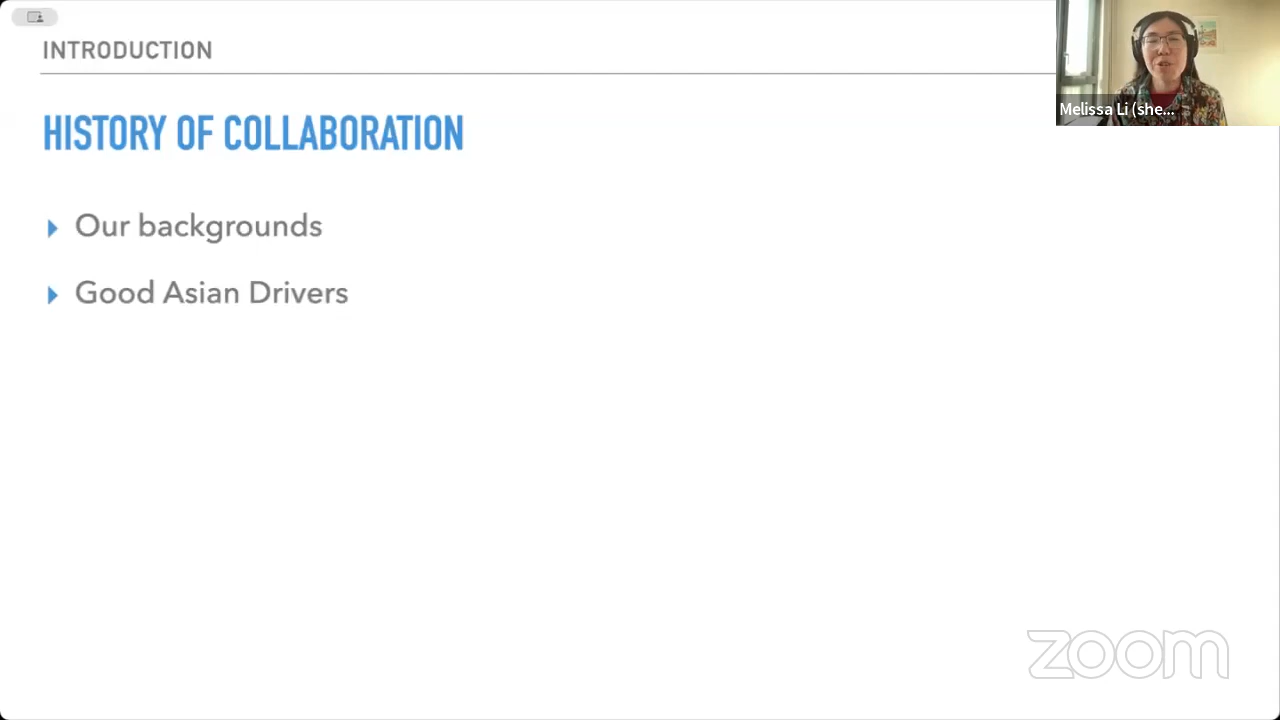 INTRODUCTION
Melissa Li (she...
HISTORY OF COLLABORATION
Our backgrounds
Good Asian Drivers
zoom